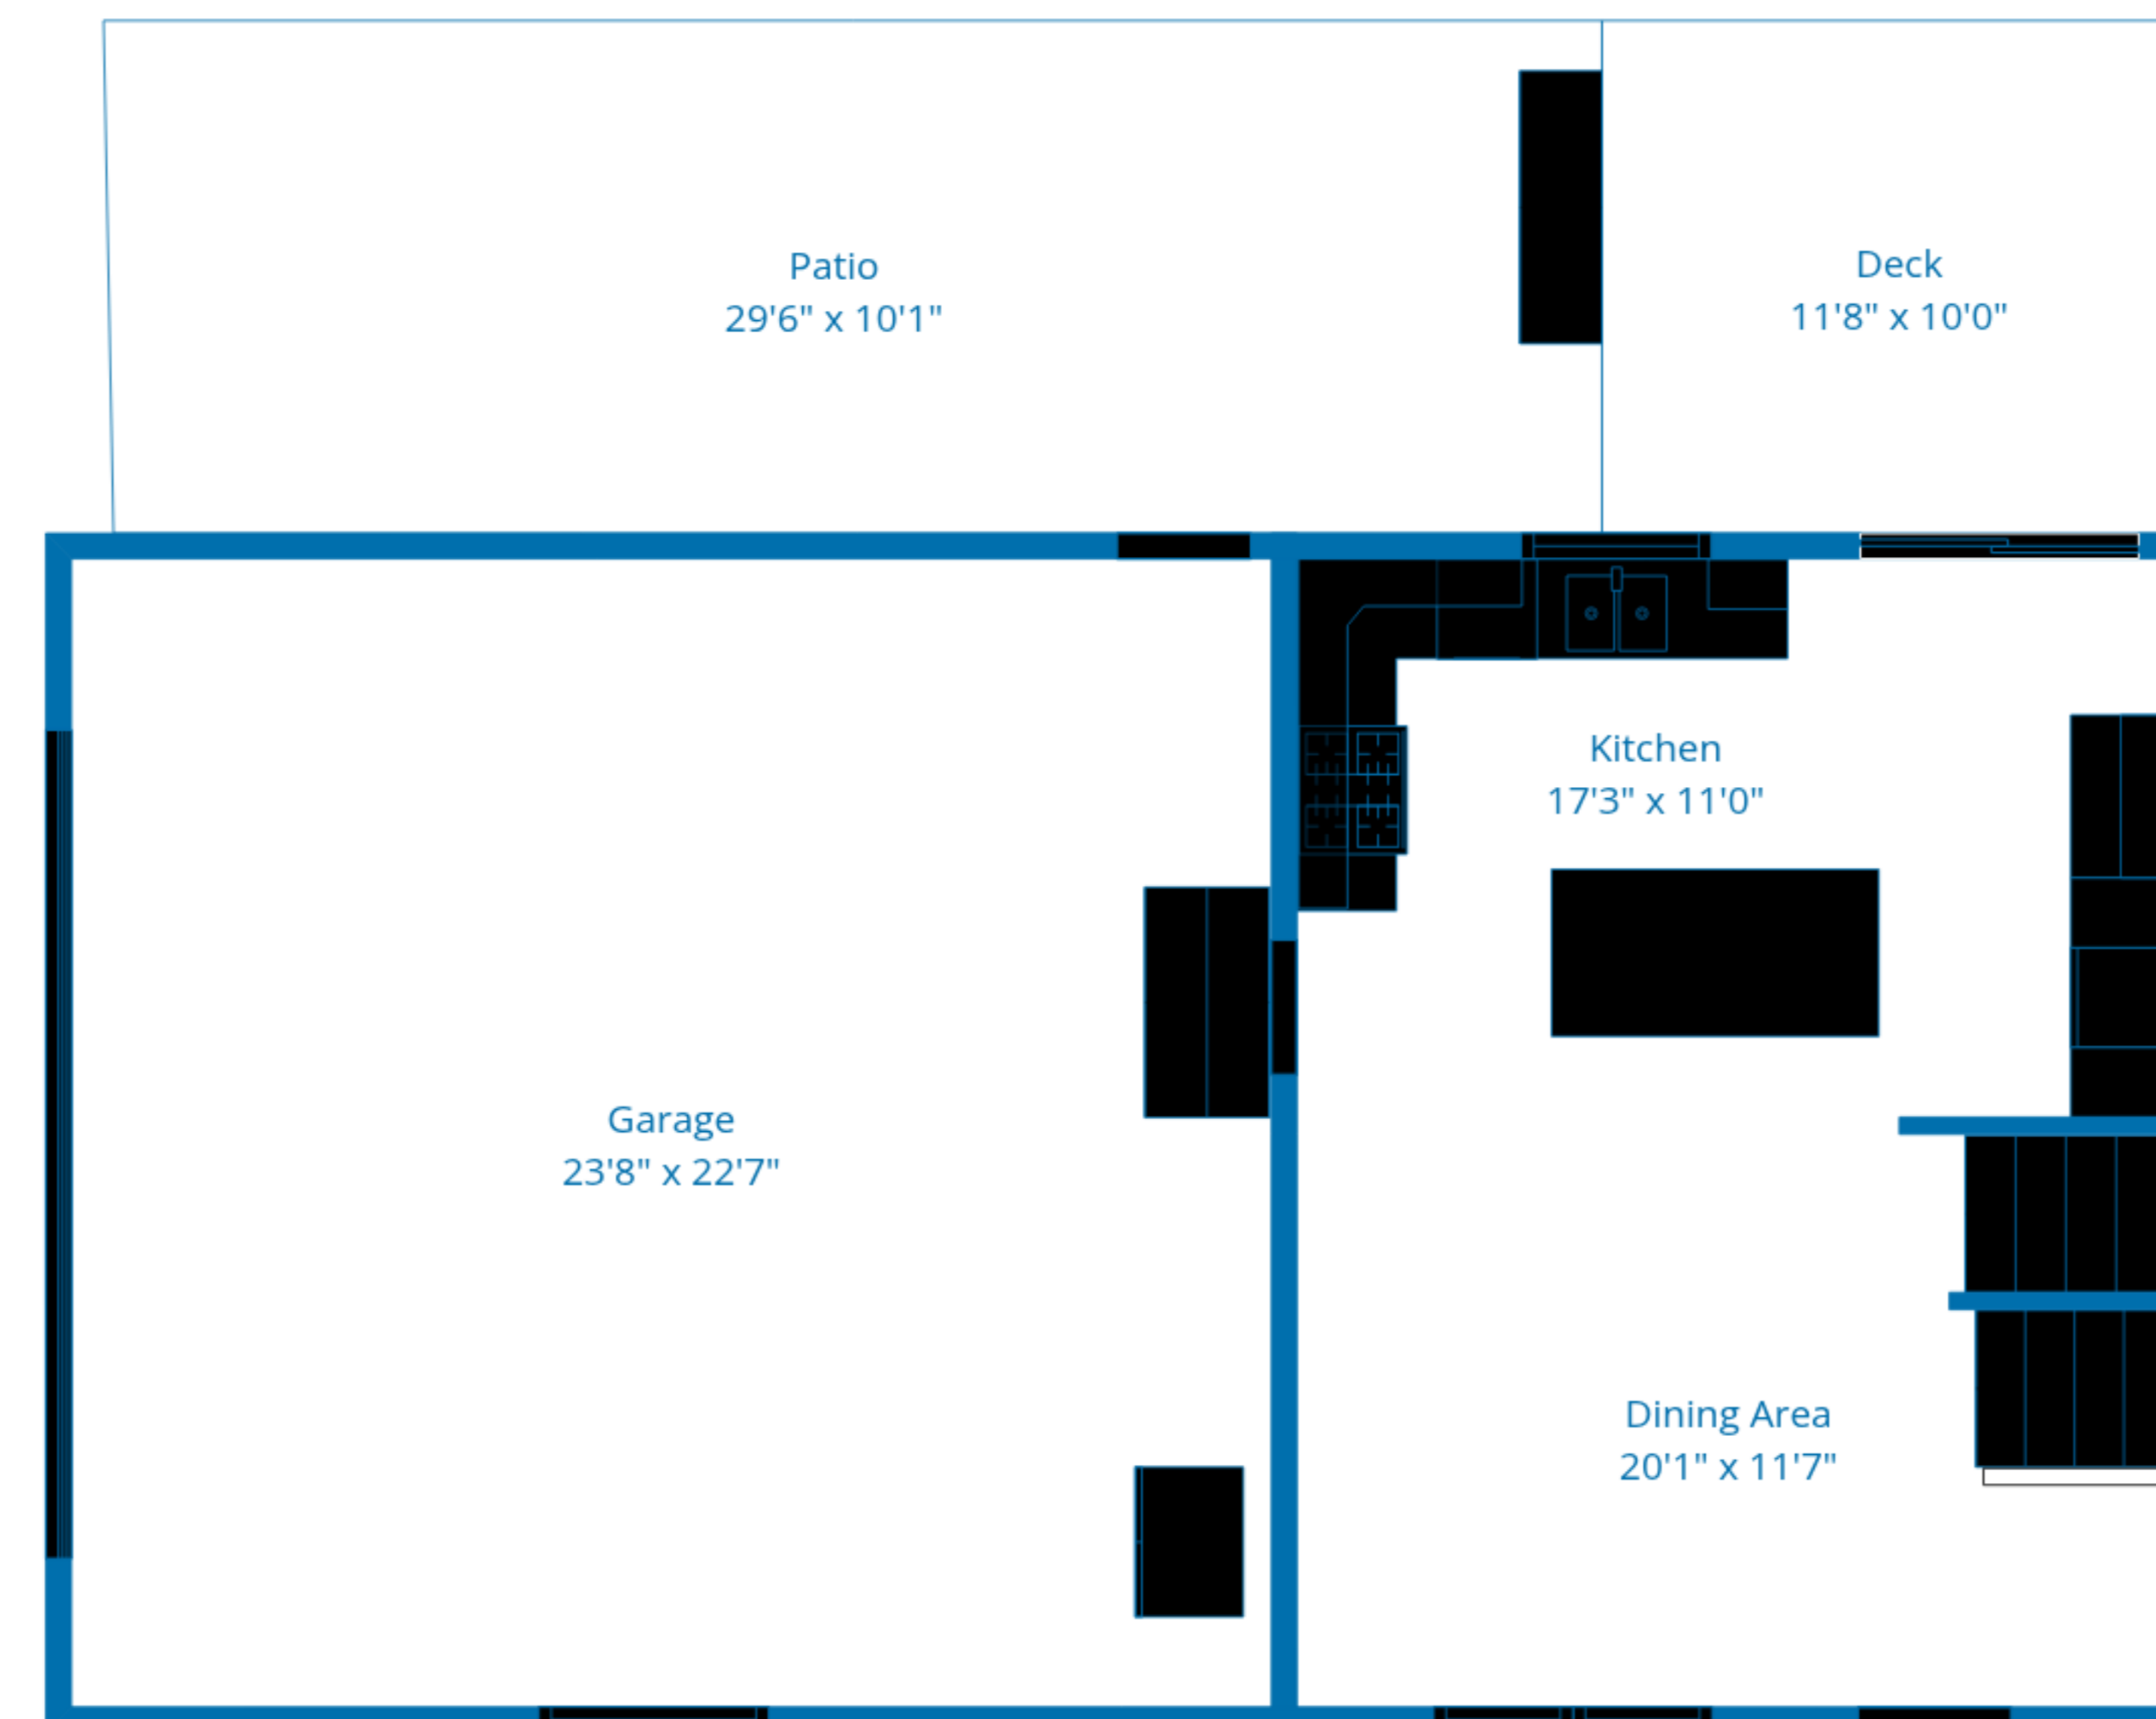 Patio
29'6" x 10'1"
Deck
11'8" x 10'0"
Kitchen
17'3" x 11'0"
Garage
23'8" x 22'7"
Dining Area
20'1" x 11'7"